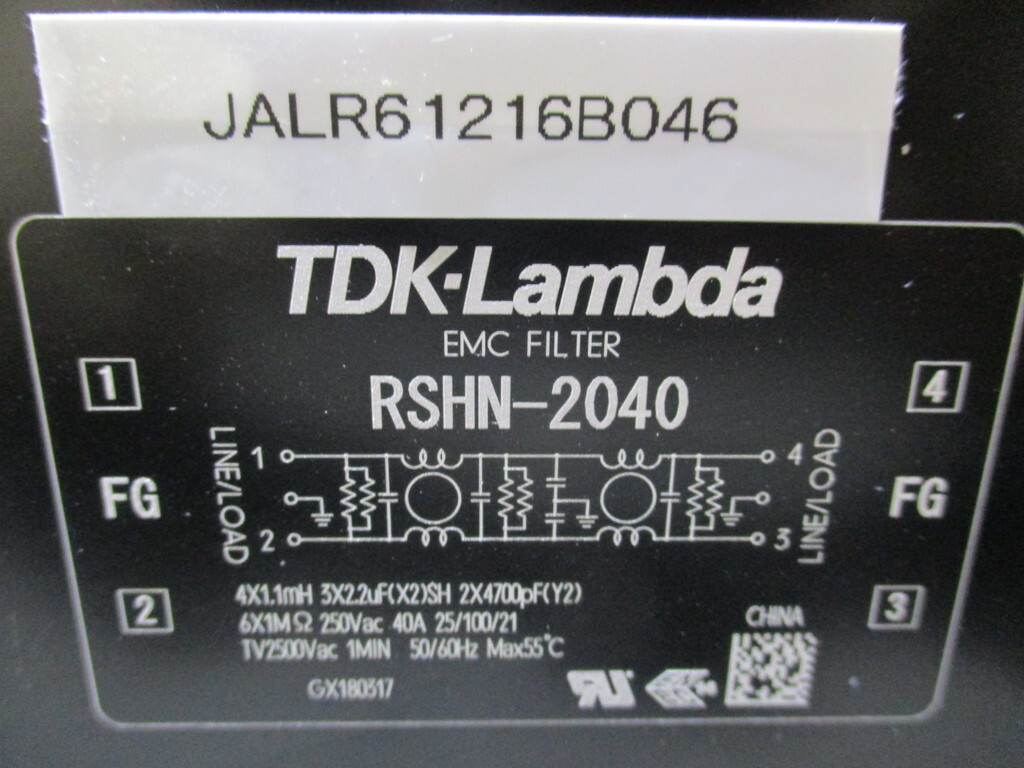 JALR61216B046
TDK·Lambda
EMC FILTER
RSHN-2040
1
4
FG
FG
2
3
LINE/LOAD
LINE/LOAD
1
4
2
3
4X1.1mH 3X2.2uF(X2)SH 2X4700pF(Y2)
6X1MΩ 250Vac 40A 25/100/21
TV2500Vac 1MIN 50/60Hz Max55°C
GX180317
CHINA